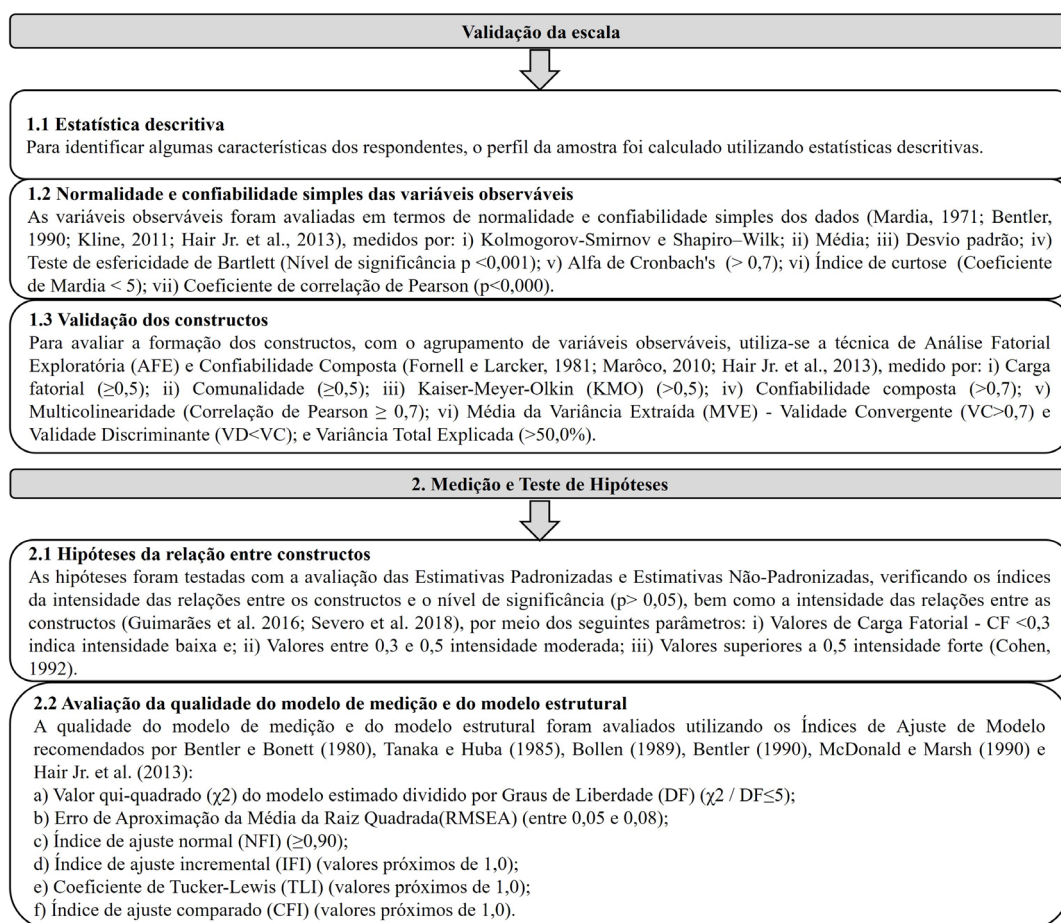 Validação da escala
1.1 Estatística descritiva
Para identificar algumas características dos respondentes, o perfil da amostra foi calculado utilizando estatísticas descritivas.
1.2 Normalidade e confiabilidade simples das variáveis observáveis
As variáveis observáveis foram avaliadas em termos de normalidade e confiabilidade simples dos dados (Mardia, 1971; Bentler,
1990; Kline, 2011; Hair Jr. et al., 2013), medidos por: i) Kolmogorov-Smirnov e Shapiro–Wilk; ii) Média; iii) Desvio padrão; iv)
Teste de esfericidade de Bartlett (Nível de significância p <0,001); v) Alfa de Cronbach's (> 0,7); vi) Índice de curtose (Coeficiente
de Mardia < 5); vii) Coeficiente de correlação de Pearson (p<0,000).
1.3 Validação dos constructos
Para avaliar a formação dos constructos, com o agrupamento de variáveis observáveis, utiliza-se a técnica de Análise Fatorial
Exploratória (AFE) e Confiabilidade Composta (Fornell e Larcker, 1981; Marôco, 2010; Hair Jr. et al., 2013), medido por: i) Carga
fatorial (≥0,5); ii) Comunalidade (≥0,5); iii) Kaiser-Meyer-Olkin (KMO) (>0,5); iv) Confiabilidade composta (>0,7); v)
Multicolinearidade (Correlação de Pearson ≥ 0,7); vi) Média da Variância Extraída (MVE) - Validade Convergente (VC>0,7) e
Validade Discriminante (VD<VC); e Variância Total Explicada (>50,0%).
2. Medição e Teste de Hipóteses
2.1 Hipóteses da relação entre constructos
As hipóteses foram testadas com a avaliação das Estimativas Padronizadas e Estimativas Não-Padronizadas, verificando os índices
da intensidade das relações entre os constructos e o nível de significância (p> 0,05), bem como a intensidade das relações entre as
constructos (Guimarães et al. 2016; Severo et al. 2018), por meio dos seguintes parâmetros: i) Valores de Carga Fatorial - CF <0,3
indica intensidade baixa e; ii) Valores entre 0,3 e 0,5 intensidade moderada; iii) Valores superiores a 0,5 intensidade forte (Cohen,
1992).
2.2 Avaliação da qualidade do modelo de medição e do modelo estrutural
A qualidade do modelo de medição e do modelo estrutural foram avaliados utilizando os Índices de Ajuste de Modelo
recomendados por Bentler e Bonett (1980), Tanaka e Huba (1985), Bollen (1989), Bentler (1990), McDonald e Marsh (1990) e
Hair Jr. et al. (2013):
a) Valor qui-quadrado (χ2) do modelo estimado dividido por Graus de Liberdade (DF) (χ2 / DF≤5);
b) Erro de Aproximação da Média da Raiz Quadrada(RMSEA) (entre 0,05 e 0,08);
c) Índice de ajuste normal (NFI) (≥0,90);
d) Índice de ajuste incremental (IFI) (valores próximos de 1,0);
e) Coeficiente de Tucker-Lewis (TLI) (valores próximos de 1,0);
f) Índice de ajuste comparado (CFI) (valores próximos de 1,0).